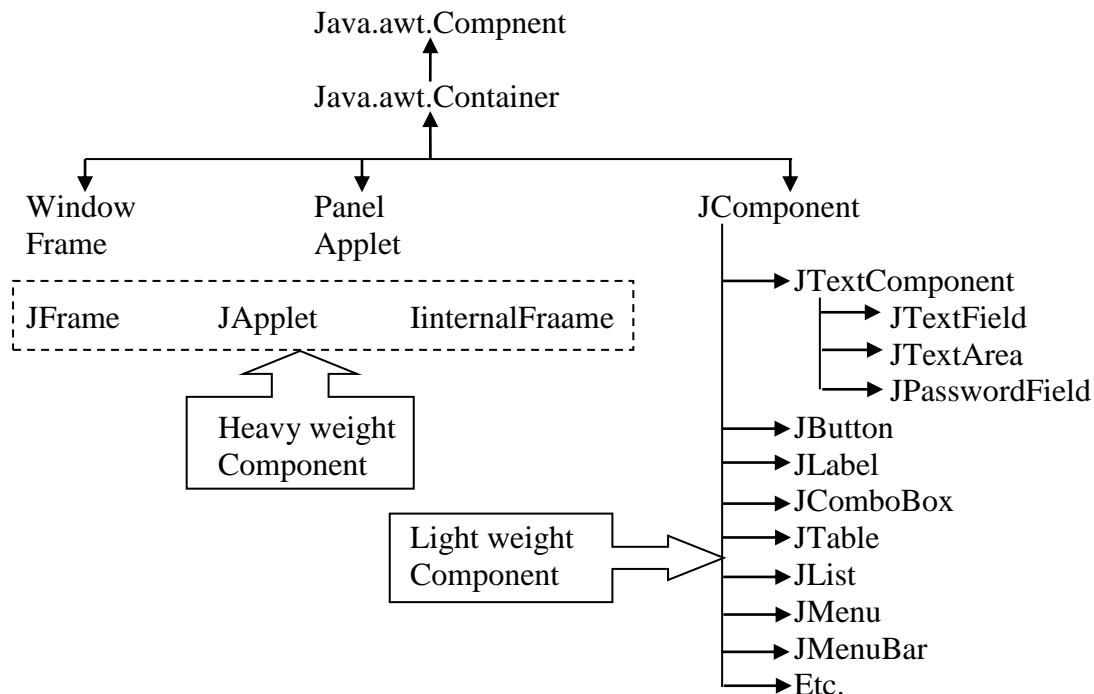 Java.awt.Compnent
Java.awt.Container
Window
Frame
Panel
Applet
JComponent
JFrame
JApplet
IinternalFraame
Heavy weight
Component
Light weight
Component
JTextComponent
JTextField
JTextArea
JPasswordField
JButton
JLabel
JComboBox
JTable
JList
JMenu
JMenuBar
Etc.